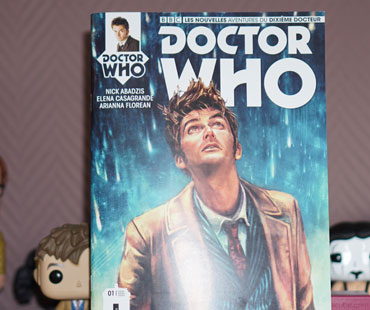 BBC LES NOUVELLES AVENTURES DU DIXIÈME DOCTEUR
DOCTOR
WHO
DOCTOR
WHO
NICK ABADZIS
ELENA CASAGRANDE
ARIANNA FLOREAN
01